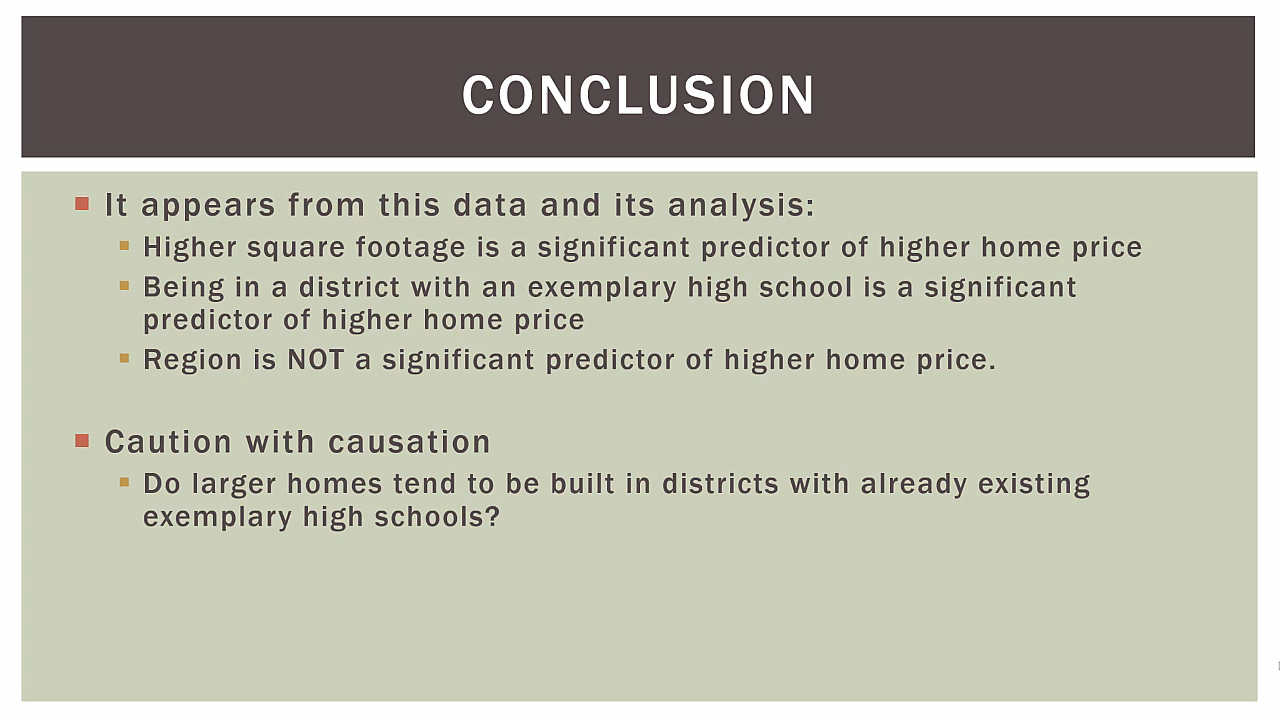 CONCLUSION
It appears from this data and its analysis:
Higher square footage is a significant predictor of higher home price
Being in a district with an exemplary high school is a significant
predictor of higher home price
Region is NOT a significant predictor of higher home price.
Caution with causation
Do larger homes tend to be built in districts with already existing
exemplary high schools?